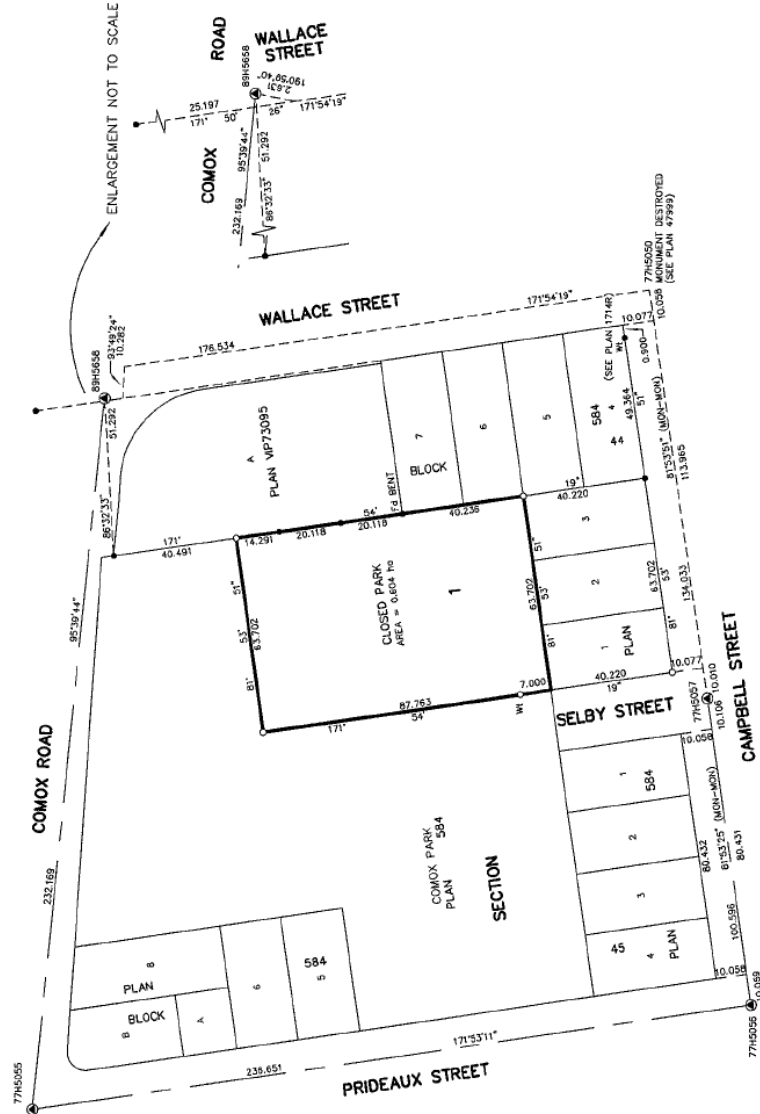 ENLARGEMENT NOT TO SCALE
ROAD
WALLACE
STREET
89H5658
190°50'40"
2.631
25.197
171°
50'
26"
171°54'19"
95°39'44"
232.169
51.292
86°32'33"
COMOX
89H5658
93°49'24"
10.282
51.292
86°32'33"
176.534
WALLACE STREET
171°54'19"
77H5050
MONUMENT DESTROYED
(SEE PLAN 47999)
10.058
10.077
(SEE PLAN 1714R)
Wt
0.900
49.364
51"
81°53'51" (MON-MON)
113.965
A
PLAN VIP73095
7
BLOCK
6
5
584
4
44
Fd BENT
171°
40.491
14.291
20.118
54'
20.118
40.236
19"
40.220
3
2
1
PLAN
63.702
53'
81°
134.033
51"
53'
63.702
81°
CLOSED PARK
AREA = 0.604 ha
1
51"
63.702
53'
81°
87.763
171°
54'
7.000
Wt
40.220
19"
10.077
SELBY STREET
77H5057
10.010
10.106
10.058
CAMPBELL STREET
COMOX ROAD
95°39'44"
232.169
COMOX PARK
PLAN
584
SECTION
1
584
2
3
45
4
PLAN
80.432
81°53'25" (MON-MON)
80.431
100.596
10.058
10.059
77H5056
8
PLAN
B
BLOCK
A
6
584
5
77H5055
238.651
171°53'11"
PRIDEAUX STREET